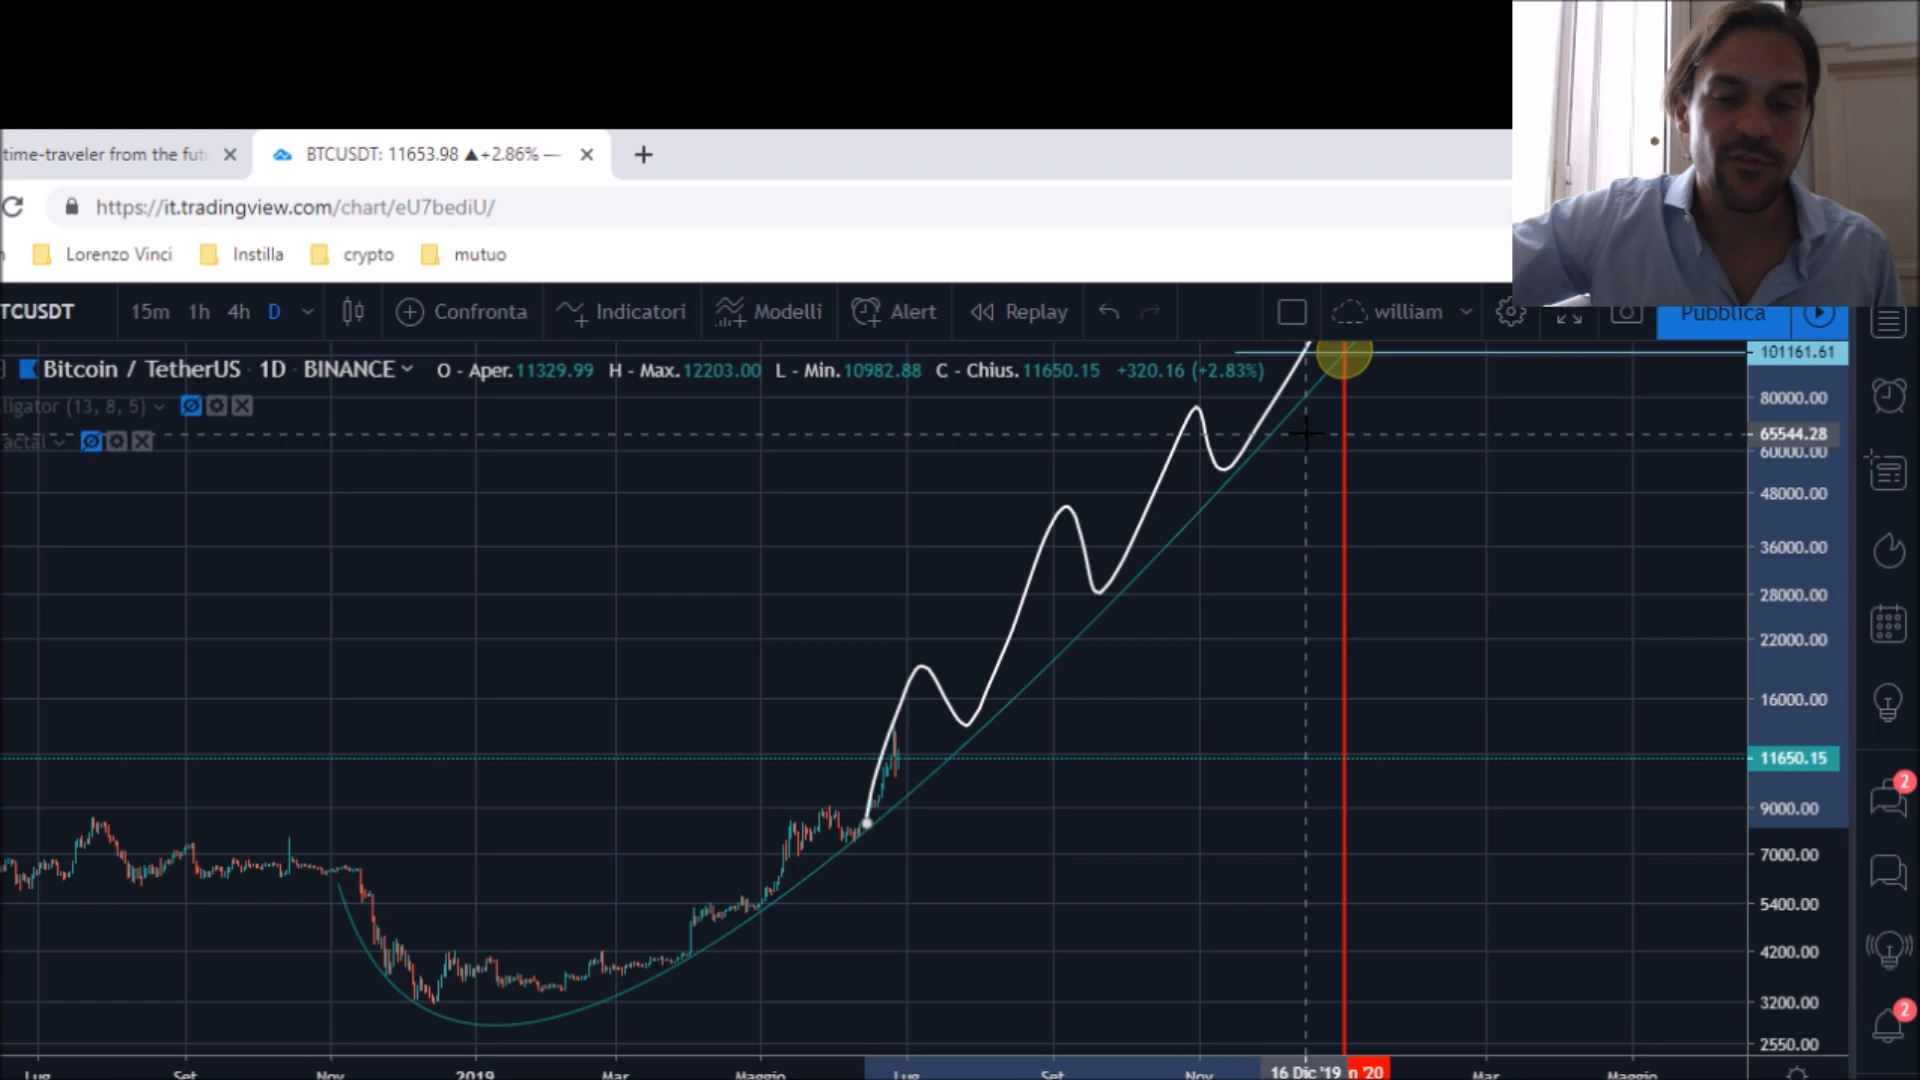 time-traveler from the futu
BTCUSDT: 11653.98 ▲+2.86% —
https://it.tradingview.com/chart/eU7bediU/
Lorenzo Vinci
Instilla
crypto
mutuo
TCUSDT
15m 1h 4h D
Confronta
Indicatori
Modelli
Alert
Replay
william
Pubblica
Bitcoin / TetherUS · 1D · BINANCE
O - Aper. 11329.99 H - Max. 12203.00 L - Min. 10982.88 C - Chius. 11650.15 +320.16 (+2.83%)
lligator (13, 8, 5)
actal
101161.61
80000.00
65544.28
60000.00
48000.00
36000.00
28000.00
22000.00
16000.00
11650.15
9000.00
7000.00
5400.00
4200.00
3200.00
2550.00
2
2
Lug Set Nov 2019 Mar Maggio Lug Set Nov 16 Dic '19 n '20 Mar Maggio